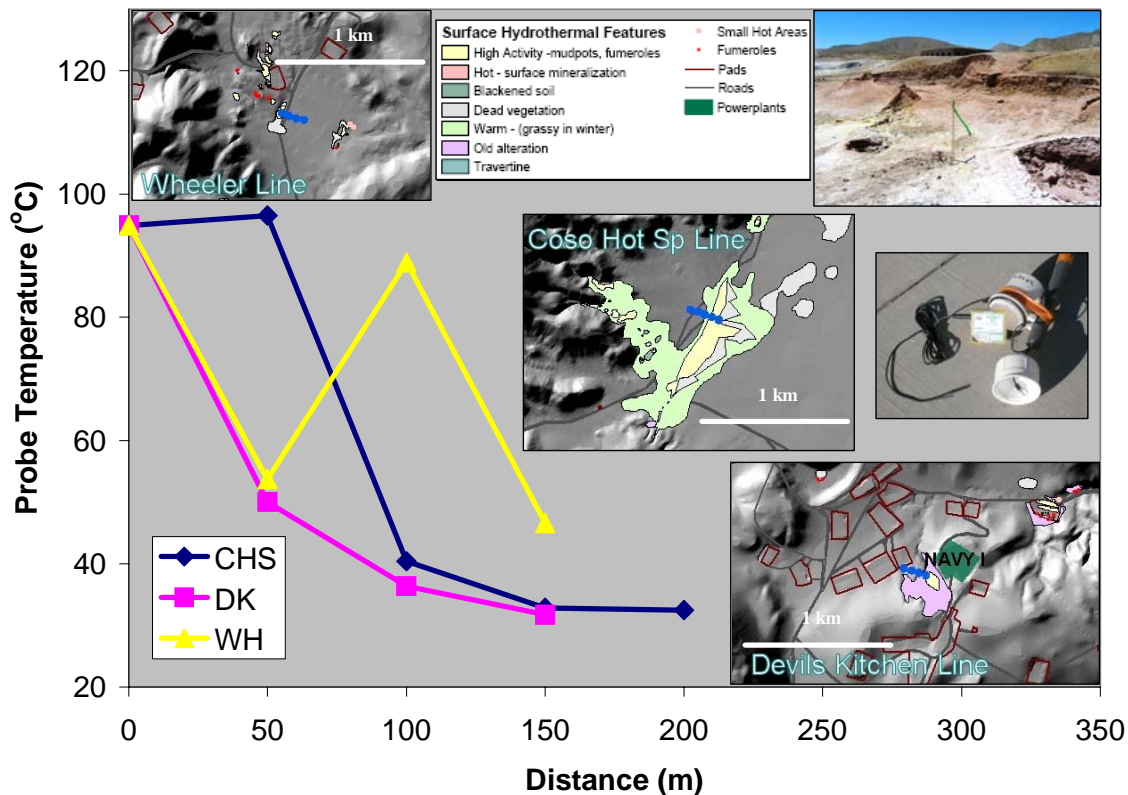 Probe Temperature (°C)
120
100
80
60
40
20
1 km
Wheeler Line
Surface Hydrothermal Features
High Activity -mudpots, fumeroles
Hot - surface mineralization
Blackened soil
Dead vegetation
Warm - (grassy in winter)
Old alteration
Travertine
Small Hot Areas
Fumeroles
Pads
Roads
Powerplants
Coso Hot Sp Line
1 km
NAVY I
1 km
Devils Kitchen Line
CHS
DK
WH
0 50 100 150 200 250 300 350
Distance (m)